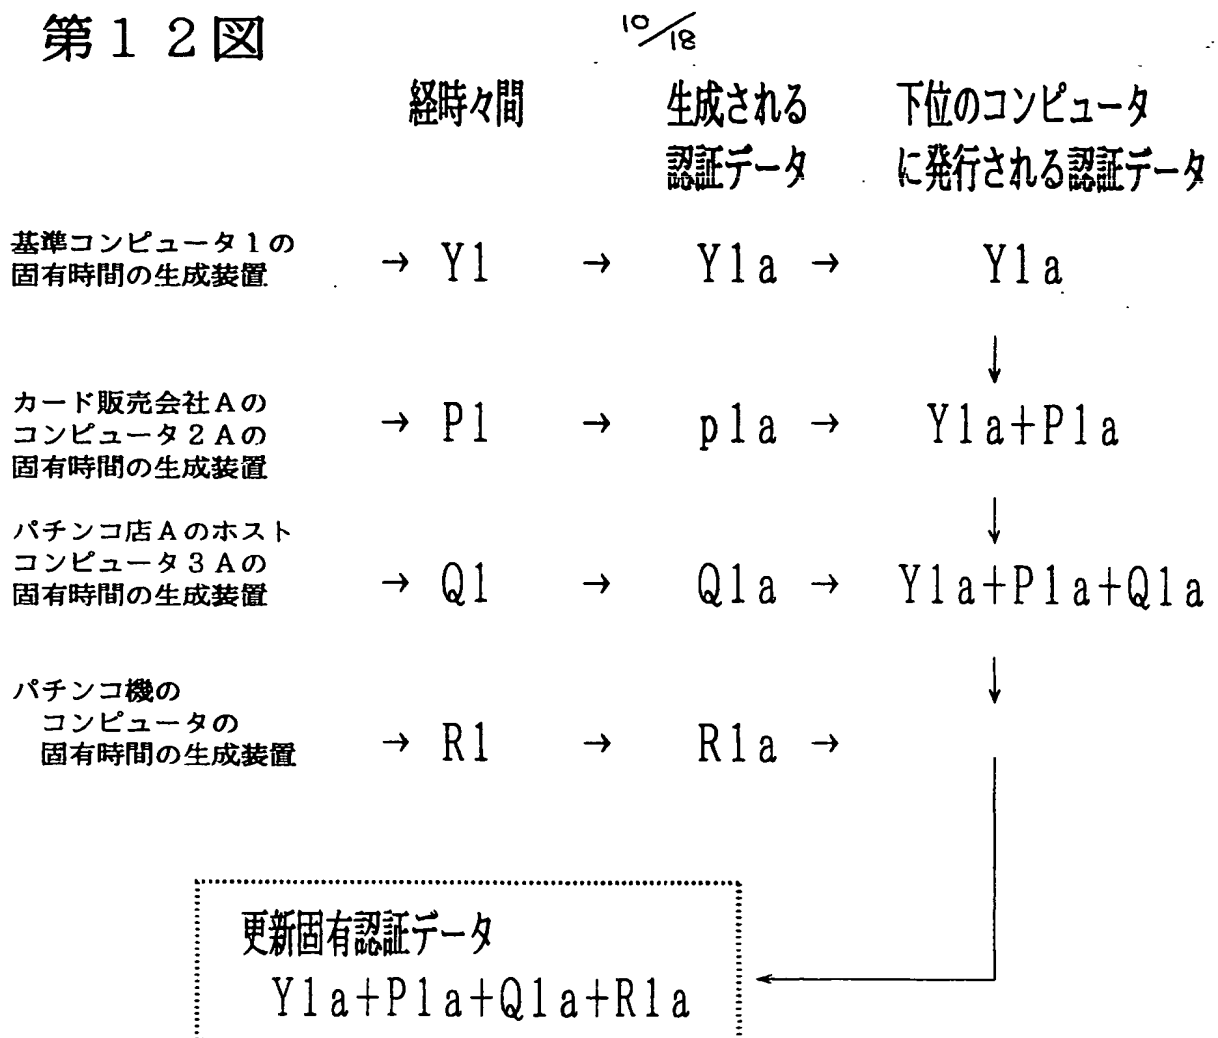 第１２図
10/18
経時々間
生成される
認証データ
下位のコンピュータ
に発行される認証データ
基準コンピュータ１の
固有時間の生成装置
→ Y1 → Y1a → Y1a
↓
カード販売会社Ａの
コンピュータ２Ａの
固有時間の生成装置
→ P1 → p1a → Y1a+P1a
↓
パチンコ店Ａのホスト
コンピュータ３Ａの
固有時間の生成装置
→ Q1 → Q1a → Y1a+P1a+Q1a
↓
パチンコ機の
コンピュータの
固有時間の生成装置
→ R1 → R1a →
更新固有認証データ
Y1a+P1a+Q1a+R1a